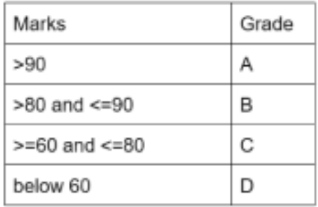 Marks Grade
>90 A
>80 and <=90 B
>=60 and <=80 C
below 60 D